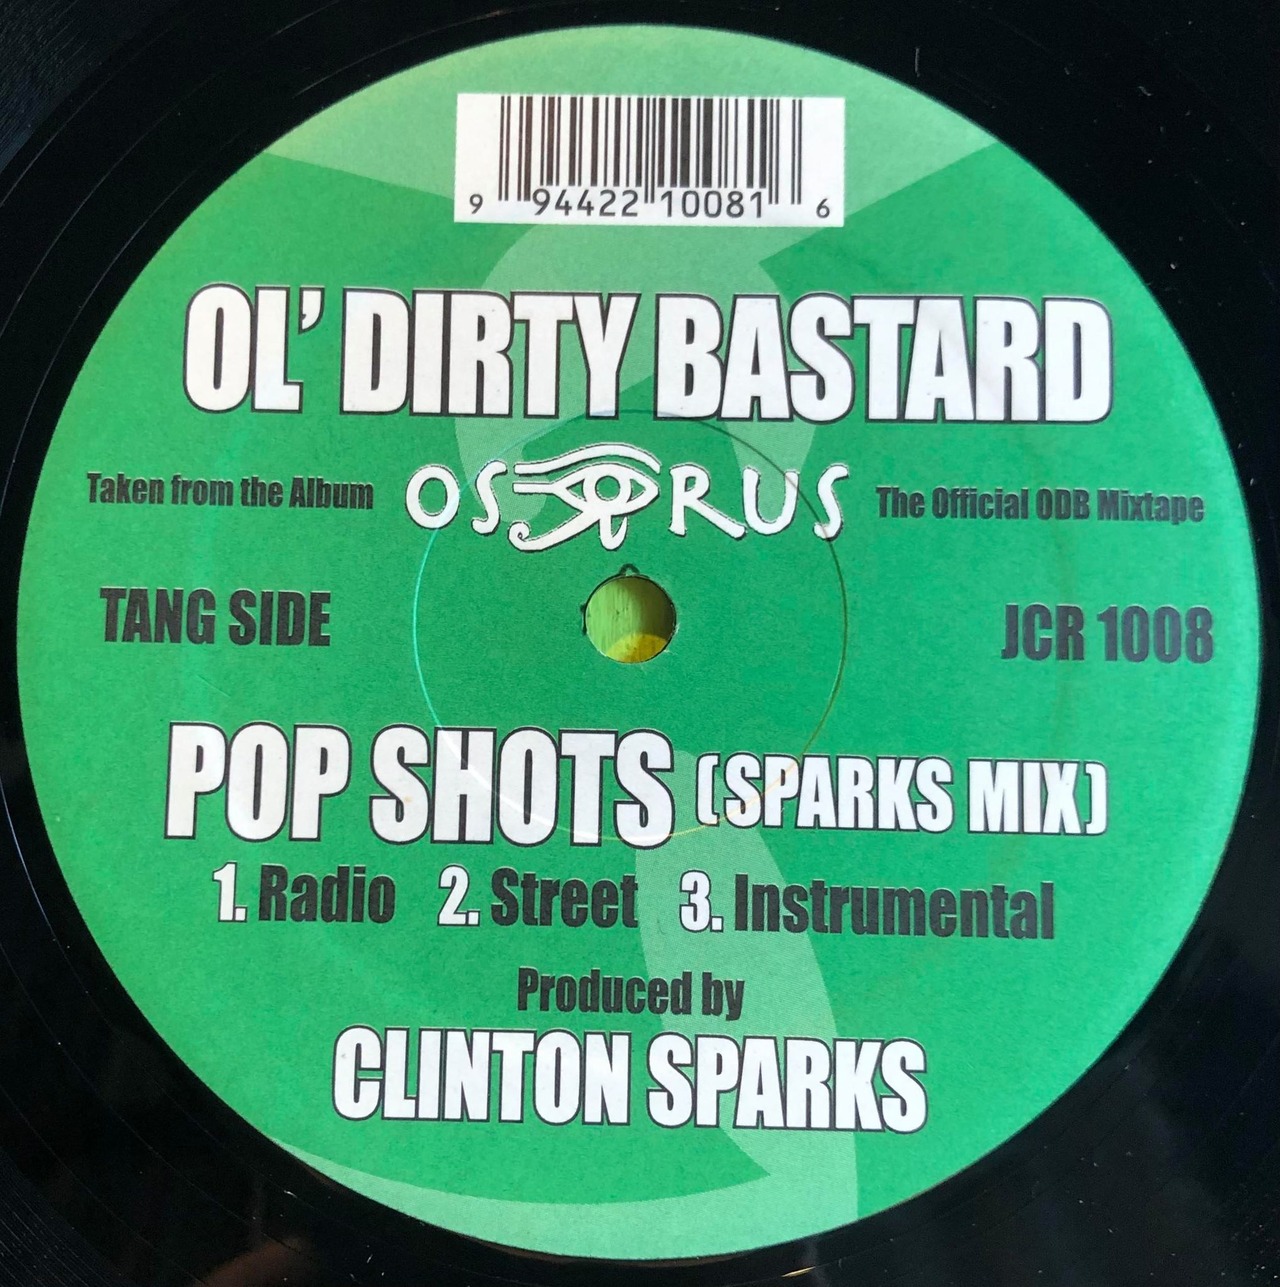 9 94422 10081 6
OL' DIRTY BASTARD
Taken from the Album OSIRUS The Official ODB Mixtape
TANG SIDE JCR 1008
POP SHOTS (SPARKS MIX)
1. Radio 2. Street 3. Instrumental
Produced by
CLINTON SPARKS